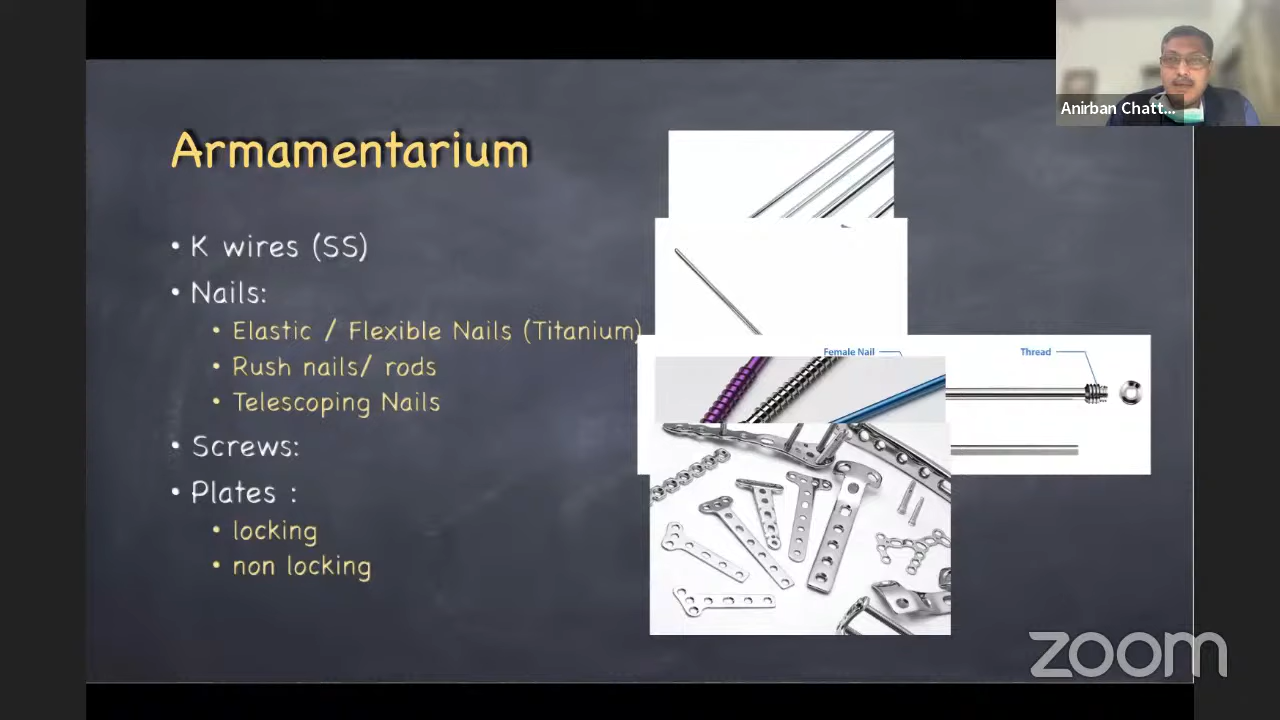 Anirban Chatt...
Armamentarium
• K wires (SS)
• Nails:
• Elastic / Flexible Nails (Titanium)
• Rush nails/ rods
• Telescoping Nails
• Screws:
• Plates :
• locking
• non locking
Female Nail
Thread
zoom